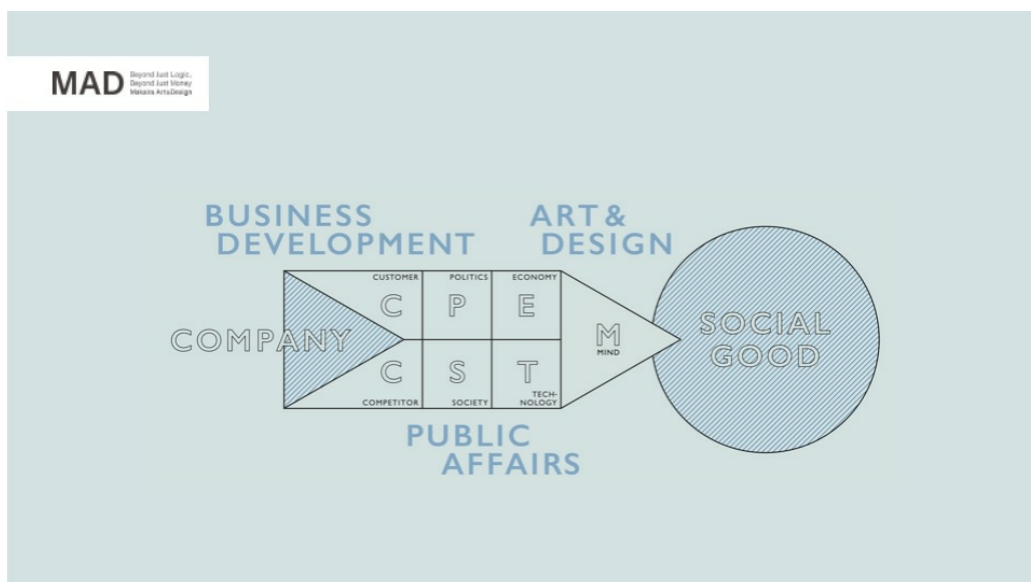 MAD
Beyond Just Logic,
Beyond Just Money
Makaira Art&Design
BUSINESS
DEVELOPMENT
ART &
DESIGN
CUSTOMER
POLITICS
ECONOMY
C
P
E
COMPANY
M
MIND
SOCIAL
GOOD
C
S
T
COMPETITOR
SOCIETY
TECH-
NOLOGY
PUBLIC
AFFAIRS